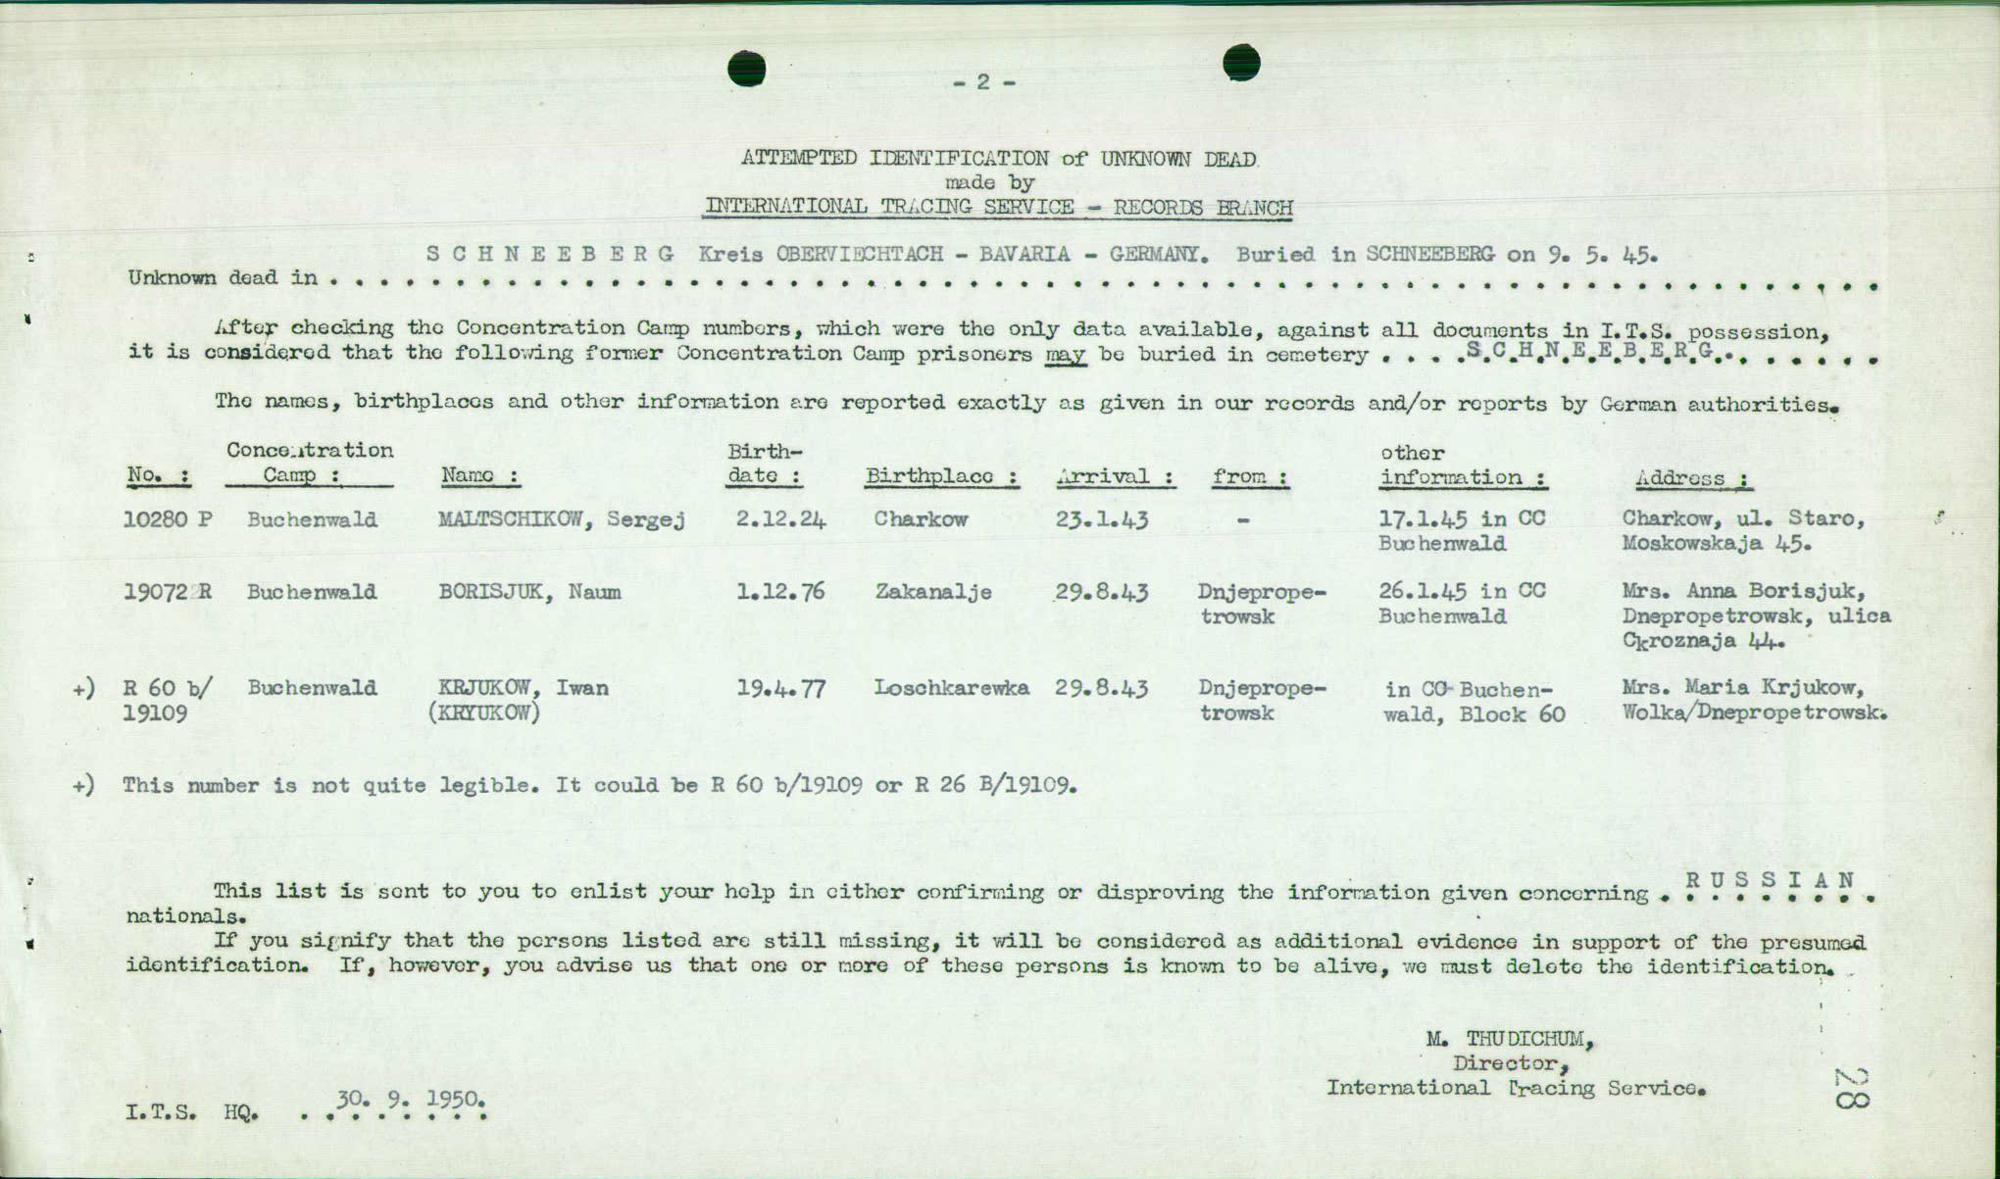 - 2 -
ATTEMPTED IDENTIFICATION of UNKNOWN DEAD
made by
INTERNATIONAL TRACING SERVICE - RECORDS BRANCH
S C H N E E B E R G Kreis OBERVIECHTACH - BAVARIA - GERMANY. Buried in SCHNEEBERG on 9. 5. 45.
Unknown dead in . . . . . . . . . . . . . . . . . . . . . . . . . . . . . . . . . . . . . . . . . . . . . . . . . . . . . . . . . . . .
After checking the Concentration Camp numbers, which were the only data available, against all documents in I.T.S. possession,
it is considered that the following former Concentration Camp prisoners may be buried in cemetery . . . .S.C.H.N.E.E.B.E.R.G.. . . . . .
The names, birthplaces and other information are reported exactly as given in our records and/or reports by German authorities.
No. : Concentration Camp : Name : Birth- date : Birthplace : Arrival : from : other information : Address :
10280 P Buchenwald MALTSCHIKOW, Sergej 2.12.24 Charkow 23.1.43 - 17.1.45 in CC Charkow, ul. Staro,
Buchenwald Moskowskaja 45.
19072 R Buchenwald BORISJUK, Naum 1.12.76 Zakanalje 29.8.43 Dnjeprope- 26.1.45 in CC Mrs. Anna Borisjuk,
trowsk Buchenwald Dnepropetrowsk, ulica
Ckroznaja 44.
+) R 60 b/ Buchenwald KRJUKOW, Iwan 19.4.77 Loschkarewka 29.8.43 Dnjeprope- in CC Buchen- Mrs. Maria Krjukow,
19109 (KRYUKOW) trowsk wald, Block 60 Wolka/Dnepropetrowsk.
+) This number is not quite legible. It could be R 60 b/19109 or R 26 B/19109.
This list is sent to you to enlist your help in either confirming or disproving the information given concerning . R U S S I A N .
nationals.
If you signify that the persons listed are still missing, it will be considered as additional evidence in support of the presumed
identification. If, however, you advise us that one or more of these persons is known to be alive, we must delete the identification.
M. THUDICHUM,
Director,
International Tracing Service.
I.T.S. HQ. . .30. 9. 1950.
28